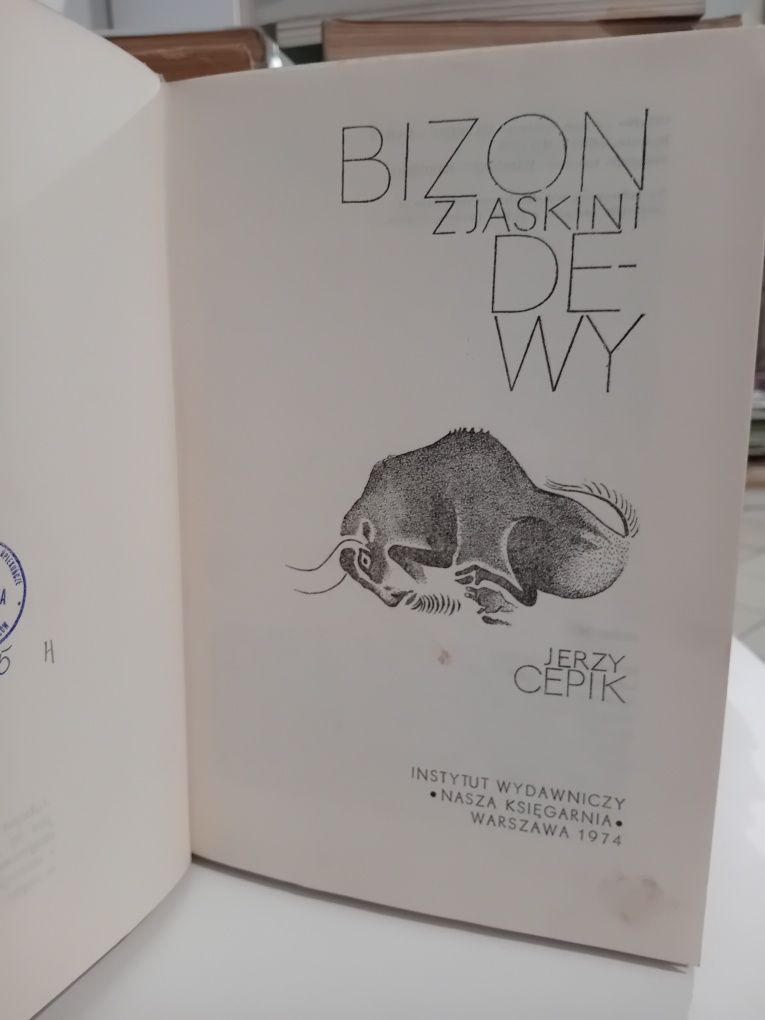 BIZON
Z JASKINI
DE-
WY
JERZY
CEPIK
INSTYTUT WYDAWNICZY
•NASZA KSIĘGARNIA•
WARSZAWA 1974
H